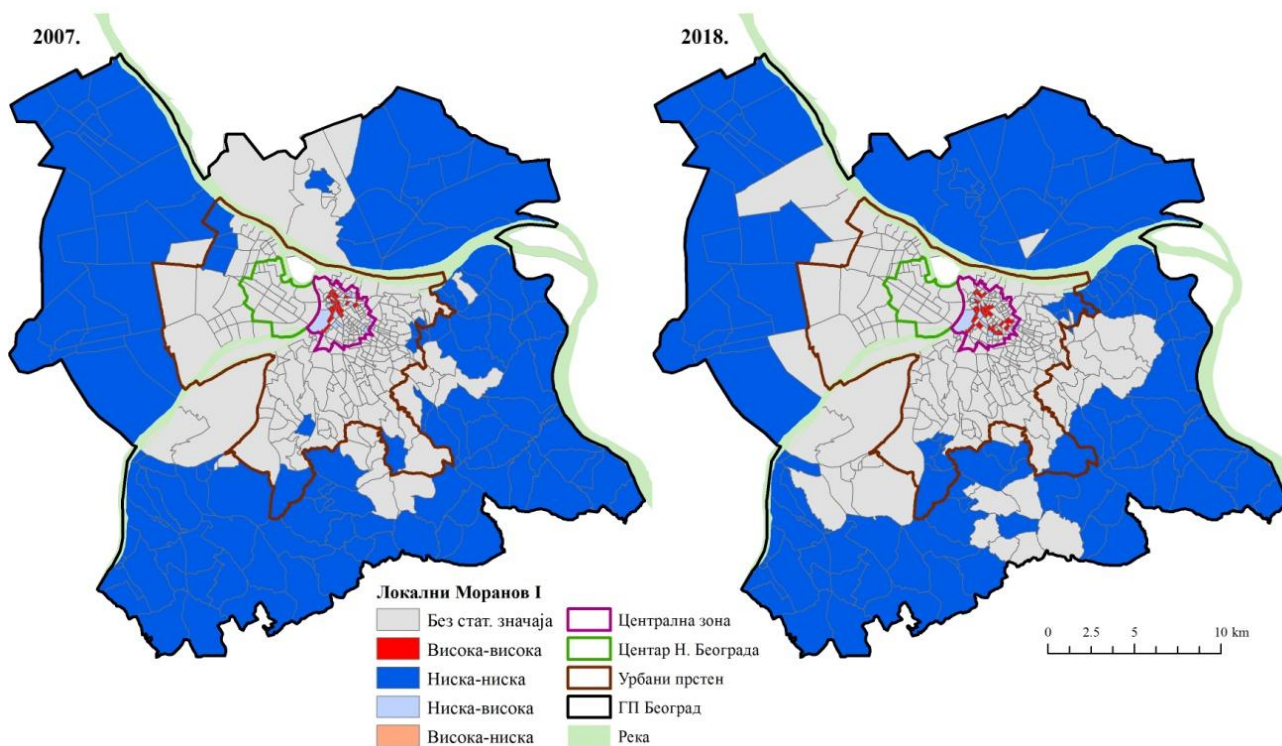 2007.
2018.
Локални Моранов I
Без стат. значаја
Висока-висока
Ниска-ниска
Ниска-висока
Висока-ниска
Централна зона
Центар Н. Београда
Урбани прстен
ГП Београд
Река
0 2.5 5 10 km